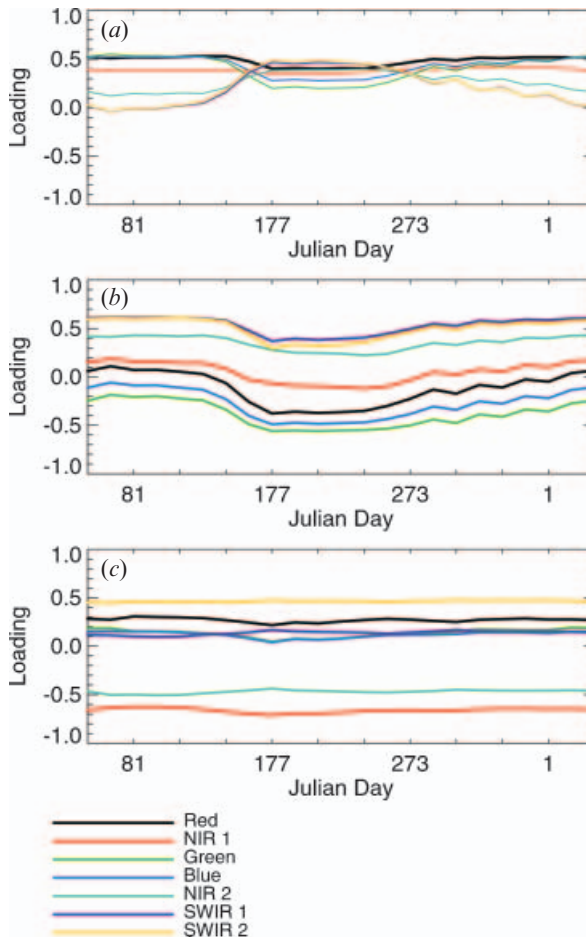 (a)
1.0
0.5
0.0
-0.5
-1.0
Loading
81 177 273 1
Julian Day
(b)
1.0
0.5
0.0
-0.5
-1.0
Loading
81 177 273 1
Julian Day
(c)
1.0
0.5
0.0
-0.5
-1.0
Loading
81 177 273 1
Julian Day
Red
NIR 1
Green
Blue
NIR 2
SWIR 1
SWIR 2